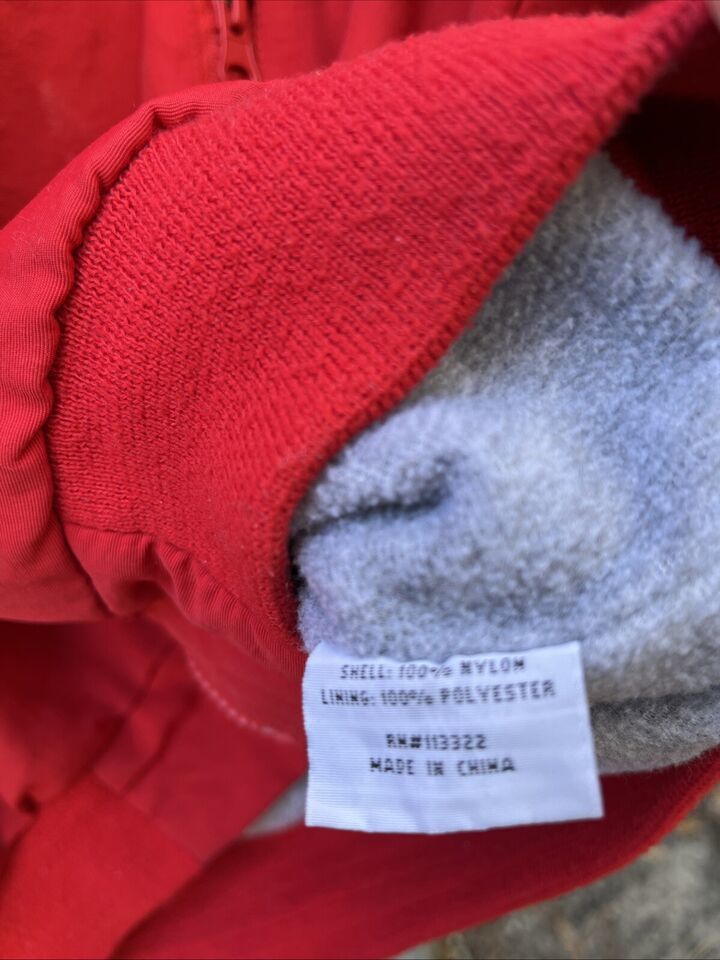 SHELL: 100% NYLON
LINING: 100% POLYESTER
RN#113322
MADE IN CHINA